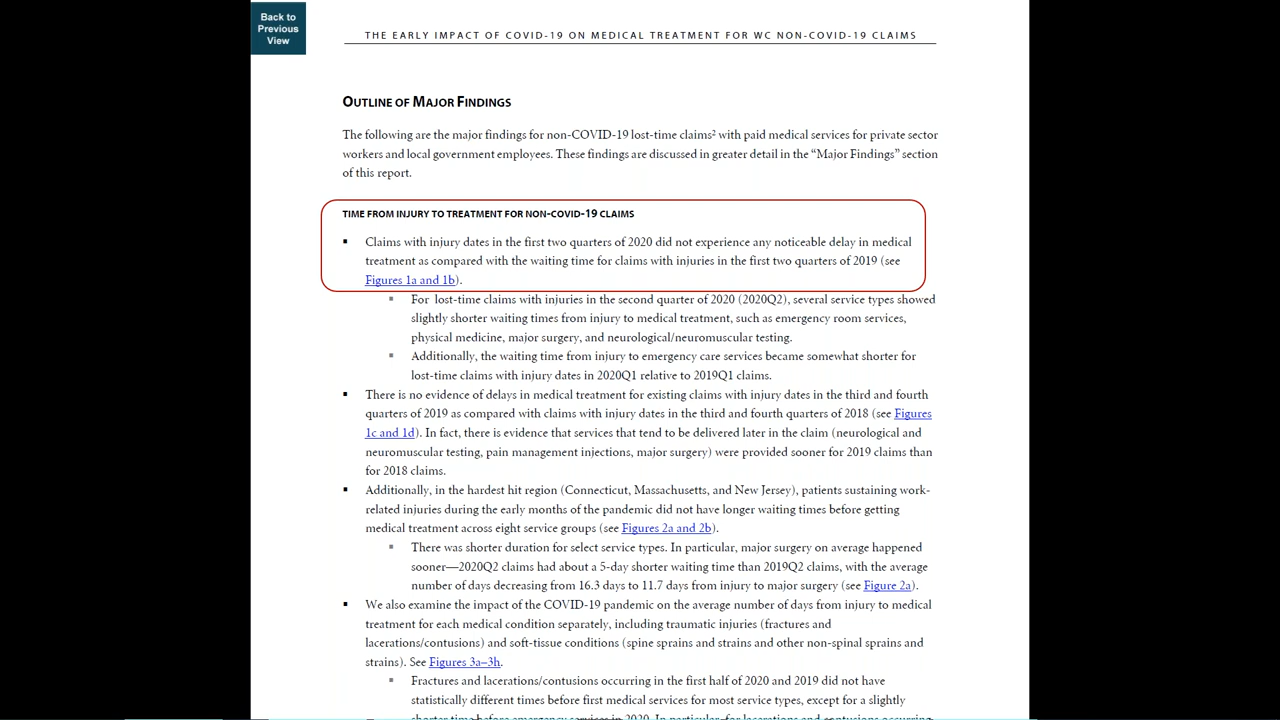 Back to
Previous
View
THE EARLY IMPACT OF COVID-19 ON MEDICAL TREATMENT FOR WC NON-COVID-19 CLAIMS
OUTLINE OF MAJOR FINDINGS
The following are the major findings for non-COVID-19 lost-time claims² with paid medical services for private sector
workers and local government employees. These findings are discussed in greater detail in the “Major Findings” section
of this report.
TIME FROM INJURY TO TREATMENT FOR NON-COVID-19 CLAIMS
▪ Claims with injury dates in the first two quarters of 2020 did not experience any noticeable delay in medical
treatment as compared with the waiting time for claims with injuries in the first two quarters of 2019 (see
Figures 1a and 1b).
▪ For lost-time claims with injuries in the second quarter of 2020 (2020Q2), several service types showed
slightly shorter waiting times from injury to medical treatment, such as emergency room services,
physical medicine, major surgery, and neurological/neuromuscular testing.
▪ Additionally, the waiting time from injury to emergency care services became somewhat shorter for
lost-time claims with injury dates in 2020Q1 relative to 2019Q1 claims.
▪ There is no evidence of delays in medical treatment for existing claims with injury dates in the third and fourth
quarters of 2019 as compared with claims with injury dates in the third and fourth quarters of 2018 (see Figures
1c and 1d). In fact, there is evidence that services that tend to be delivered later in the claim (neurological and
neuromuscular testing, pain management injections, major surgery) were provided sooner for 2019 claims than
for 2018 claims.
▪ Additionally, in the hardest hit region (Connecticut, Massachusetts, and New Jersey), patients sustaining work-
related injuries during the early months of the pandemic did not have longer waiting times before getting
medical treatment across eight service groups (see Figures 2a and 2b).
▪ There was shorter duration for select service types. In particular, major surgery on average happened
sooner—2020Q2 claims had about a 5-day shorter waiting time than 2019Q2 claims, with the average
number of days decreasing from 16.3 days to 11.7 days from injury to major surgery (see Figure 2a).
▪ We also examine the impact of the COVID-19 pandemic on the average number of days from injury to medical
treatment for each medical condition separately, including traumatic injuries (fractures and
lacerations/contusions) and soft-tissue conditions (spine sprains and strains and other non-spinal sprains and
strains). See Figures 3a–3h.
▪ Fractures and lacerations/contusions occurring in the first half of 2020 and 2019 did not have
statistically different times before first medical services for most service types, except for a slightly
shorter time before emergency services in 2020. In particular, for lacerations and contusions occurring